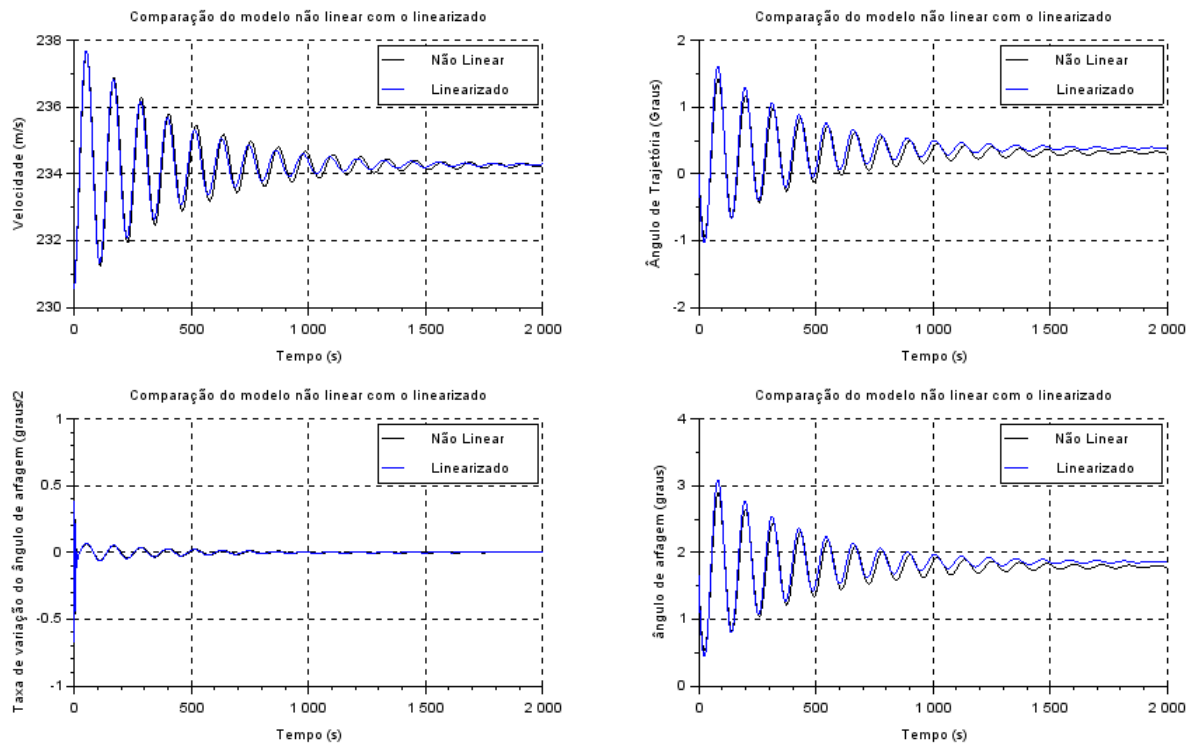 Comparação do modelo não linear com o linearizado
Velocidade (m/s)
238
236
234
232
230
Não Linear
Linearizado
0
500
1 000
1 500
2 000
Tempo (s)
Comparação do modelo não linear com o linearizado
Ângulo de Trajetória (Graus)
2
1
0
-1
-2
Não Linear
Linearizado
0
500
1 000
1 500
2 000
Tempo (s)
Comparação do modelo não linear com o linearizado
Taxa de variação do ângulo de arfagem (graus/2
1
0.5
0
-0.5
-1
Não Linear
Linearizado
0
500
1 000
1 500
2 000
Tempo (s)
Comparação do modelo não linear com o linearizado
ângulo de arfagem (graus)
4
3
2
1
0
Não Linear
Linearizado
0
500
1 000
1 500
2 000
Tempo (s)